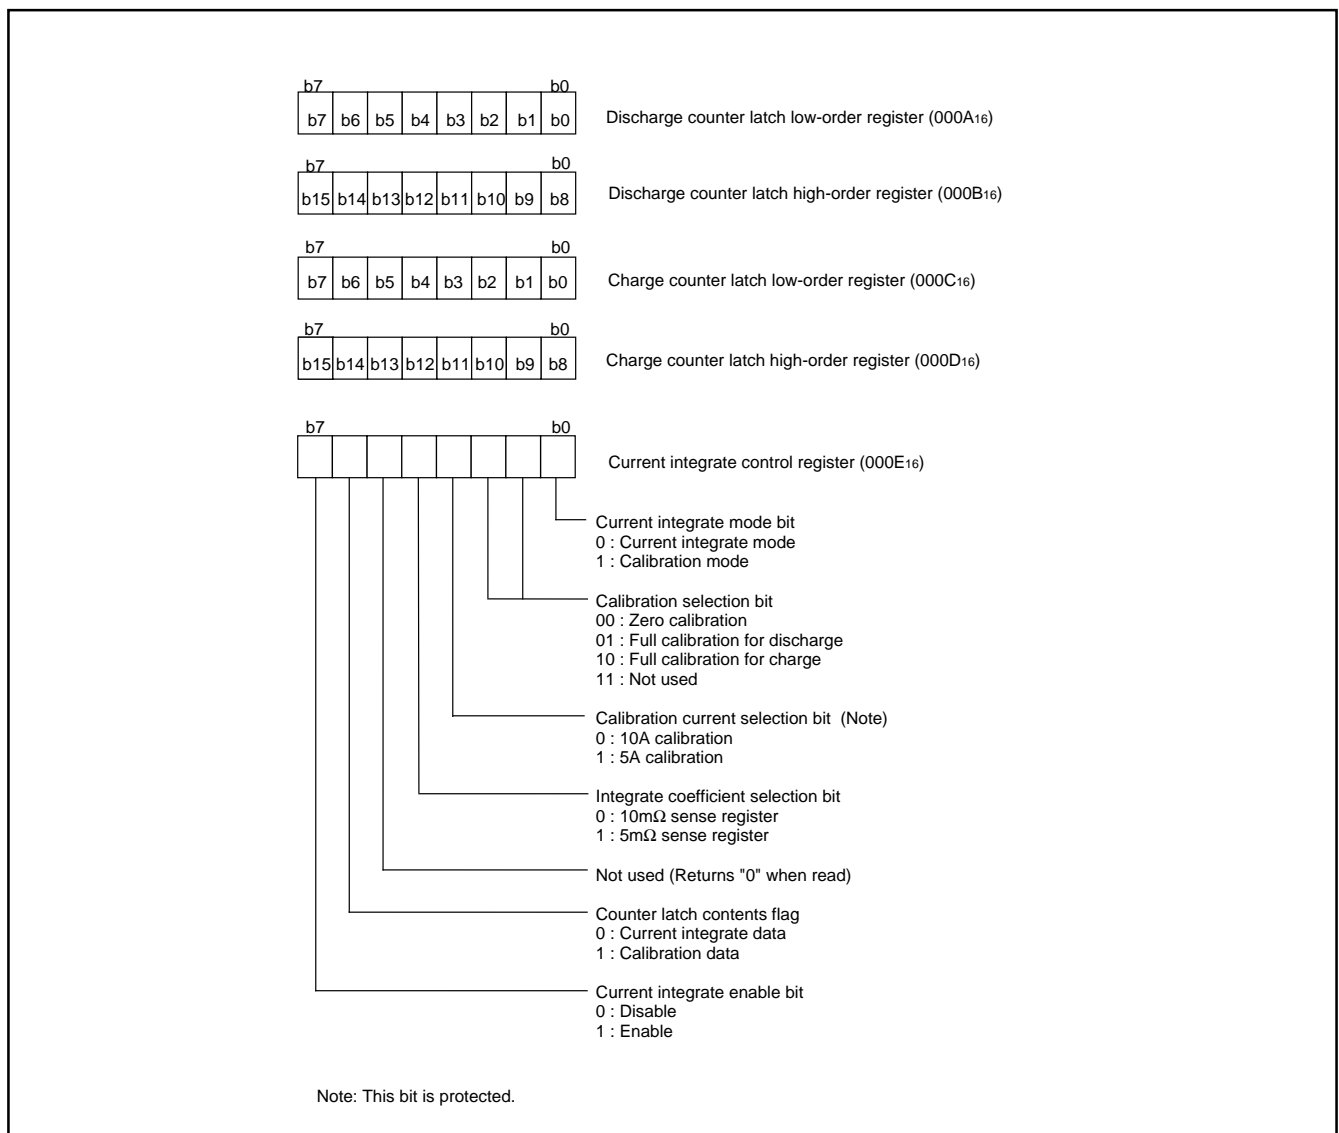 b7 b0
b7 b6 b5 b4 b3 b2 b1 b0 Discharge counter latch low-order register (000A16)
b7 b0
b15 b14 b13 b12 b11 b10 b9 b8 Discharge counter latch high-order register (000B16)
b7 b0
b7 b6 b5 b4 b3 b2 b1 b0 Charge counter latch low-order register (000C16)
b7 b0
b15 b14 b13 b12 b11 b10 b9 b8 Charge counter latch high-order register (000D16)
b7 b0
Current integrate control register (000E16)
Current integrate mode bit
0 : Current integrate mode
1 : Calibration mode
Calibration selection bit
00 : Zero calibration
01 : Full calibration for discharge
10 : Full calibration for charge
11 : Not used
Calibration current selection bit (Note)
0 : 10A calibration
1 : 5A calibration
Integrate coefficient selection bit
0 : 10mΩ sense register
1 : 5mΩ sense register
Not used (Returns "0" when read)
Counter latch contents flag
0 : Current integrate data
1 : Calibration data
Current integrate enable bit
0 : Disable
1 : Enable
Note: This bit is protected.